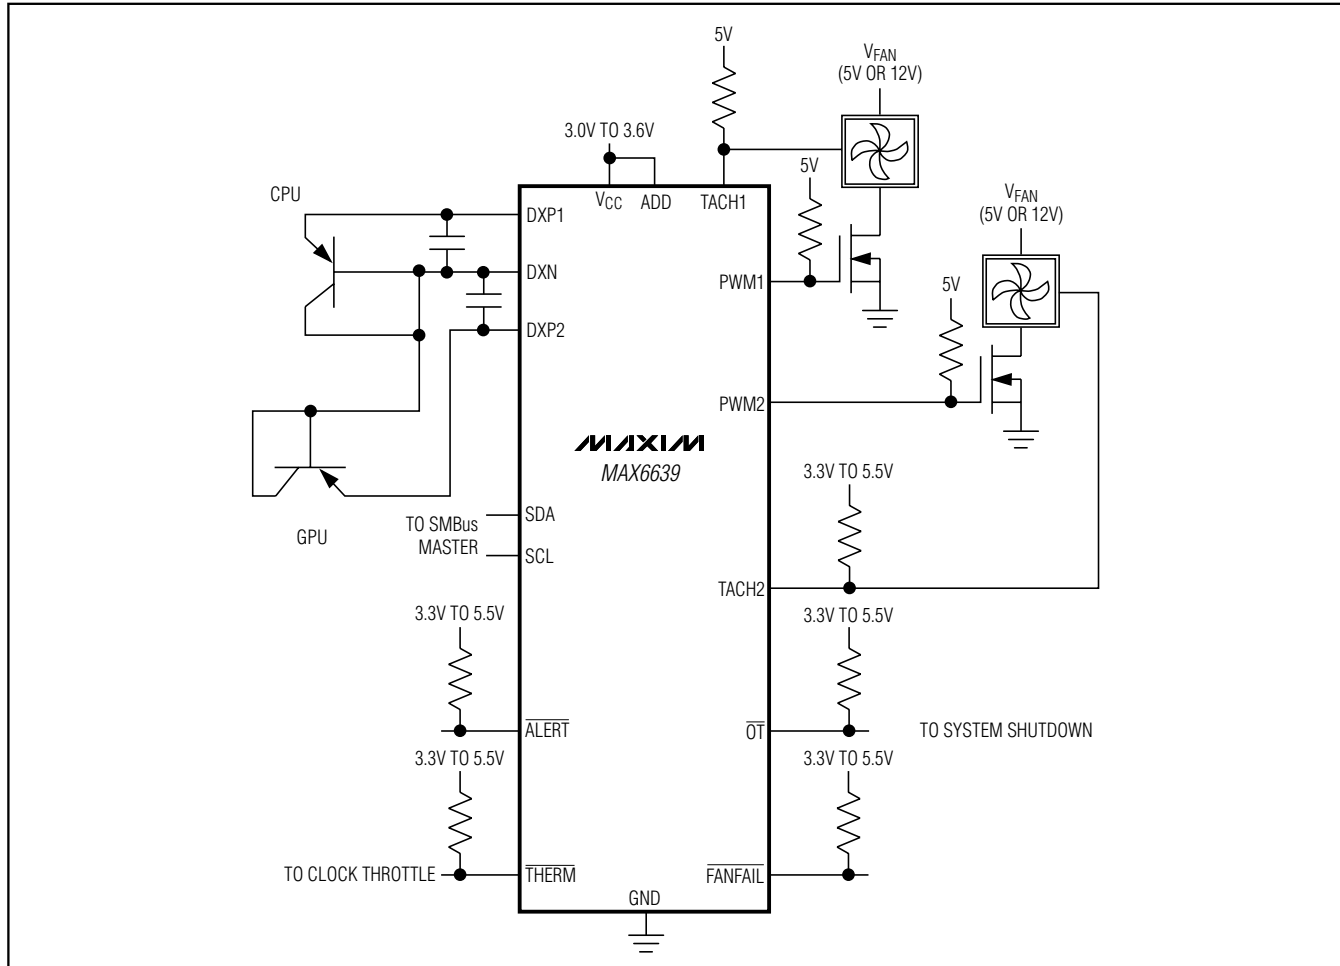 5V
VFAN
(5V OR 12V)
3.0V TO 3.6V
5V
CPU
VCC
ADD
TACH1
VFAN
(5V OR 12V)
DXP1
DXN
PWM1
5V
DXP2
PWM2
MAXIM
MAX6639
3.3V TO 5.5V
SDA
TO SMBus
MASTER
GPU
SCL
TACH2
3.3V TO 5.5V
3.3V TO 5.5V
ALERT
OT
TO SYSTEM SHUTDOWN
3.3V TO 5.5V
3.3V TO 5.5V
TO CLOCK THROTTLE
THERM
FANFAIL
GND